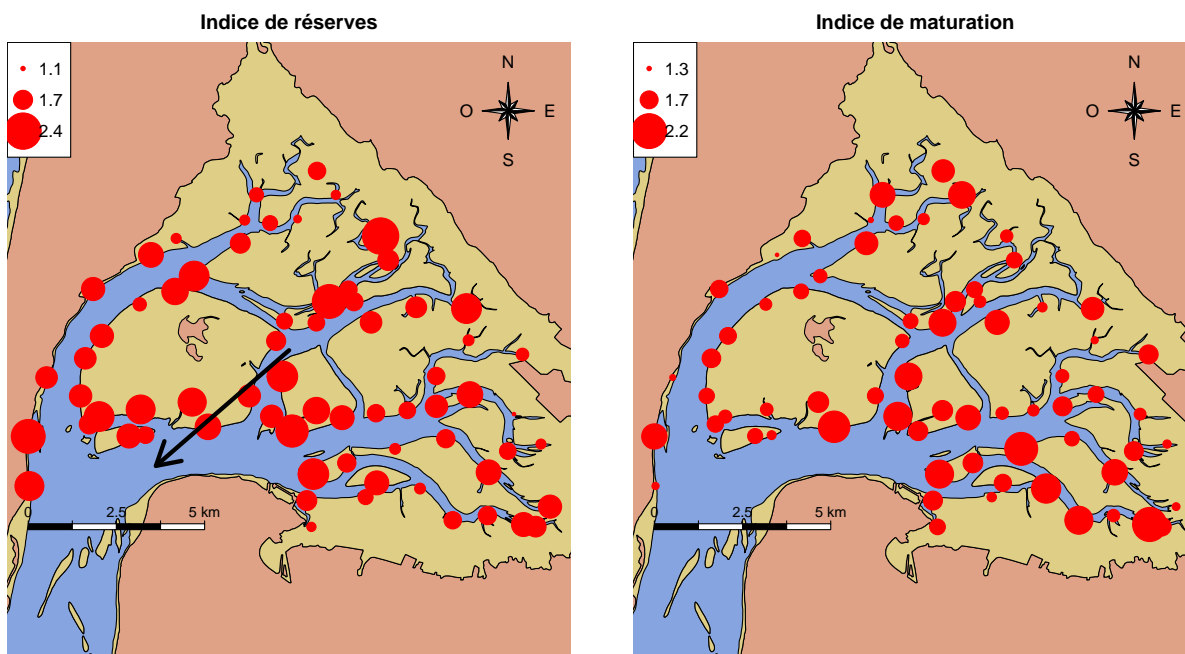 Indice de réserves
1.1
1.7
2.4
N
O E
S
0 2.5 5 km
Indice de maturation
1.3
1.7
2.2
N
O E
S
0 2.5 5 km